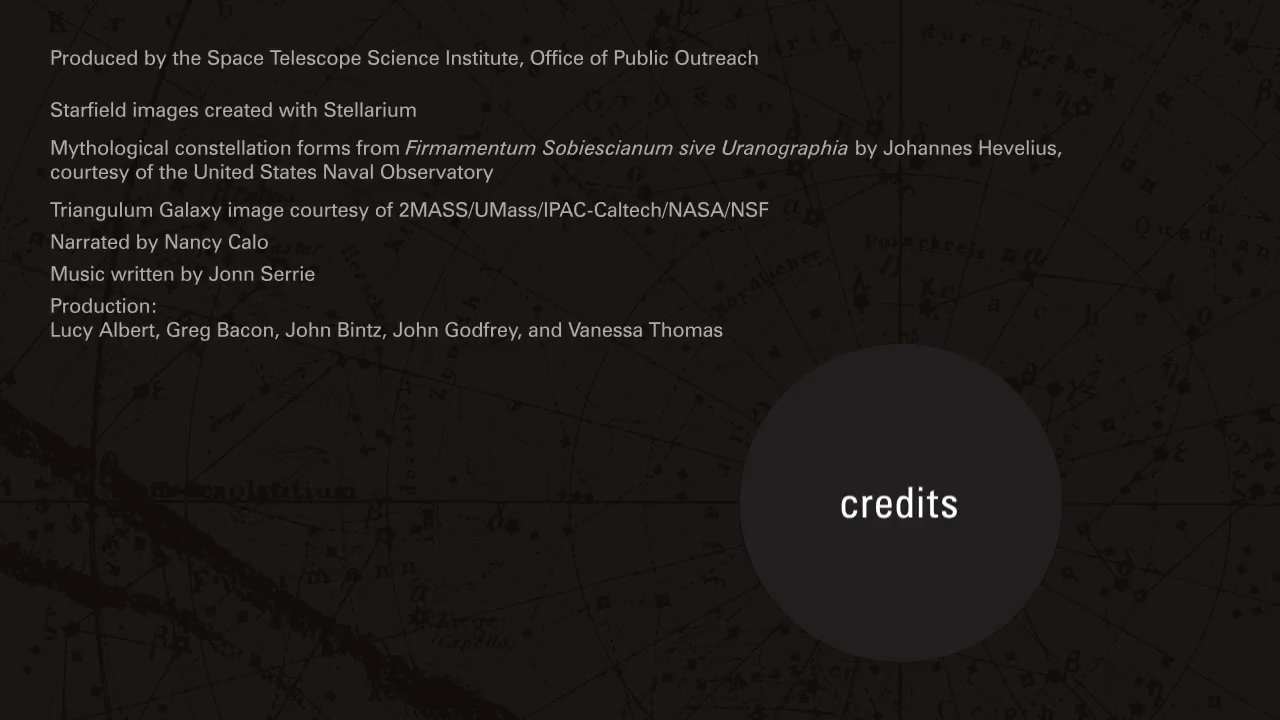 Produced by the Space Telescope Science Institute, Office of Public Outreach
Starfield images created with Stellarium
Mythological constellation forms from Firmamentum Sobiescianum sive Uranographia by Johannes Hevelius,
courtesy of the United States Naval Observatory
Triangulum Galaxy image courtesy of 2MASS/UMass/IPAC-Caltech/NASA/NSF
Narrated by Nancy Calo
Music written by Jonn Serrie
Production:
Lucy Albert, Greg Bacon, John Bintz, John Godfrey, and Vanessa Thomas
credits
Grosse
Polarkreis
nördlicher